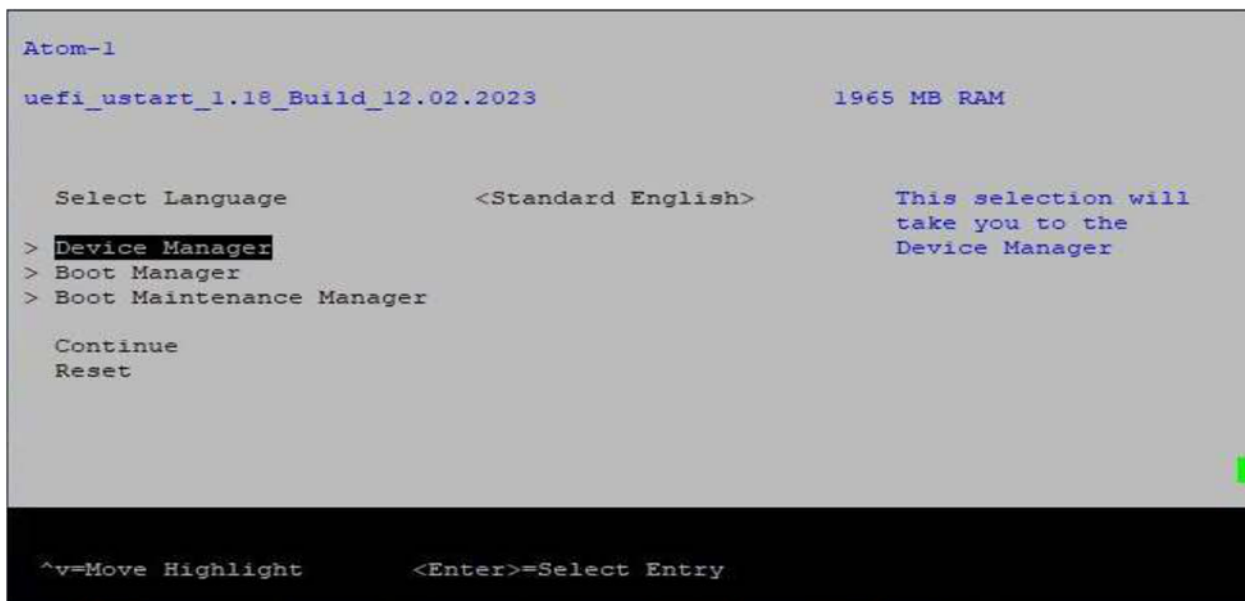 Atom-1
uefi_ustart_1.18_Build_12.02.2023 1965 MB RAM
Select Language <Standard English> This selection will
take you to the
> Device Manager Device Manager
> Boot Manager
> Boot Maintenance Manager
Continue
Reset
^v=Move Highlight <Enter>=Select Entry